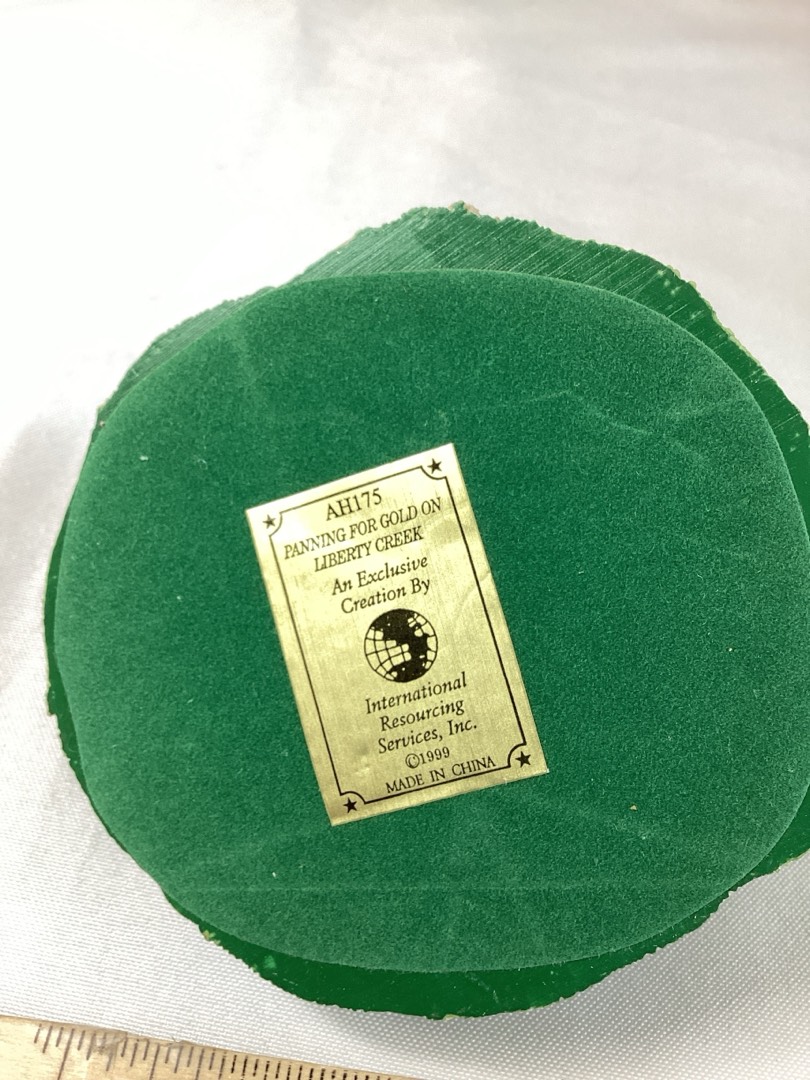 AH175
PANNING FOR GOLD ON
LIBERTY CREEK
An Exclusive
Creation By
International
Resourcing
Services, Inc.
©1999
MADE IN CHINA